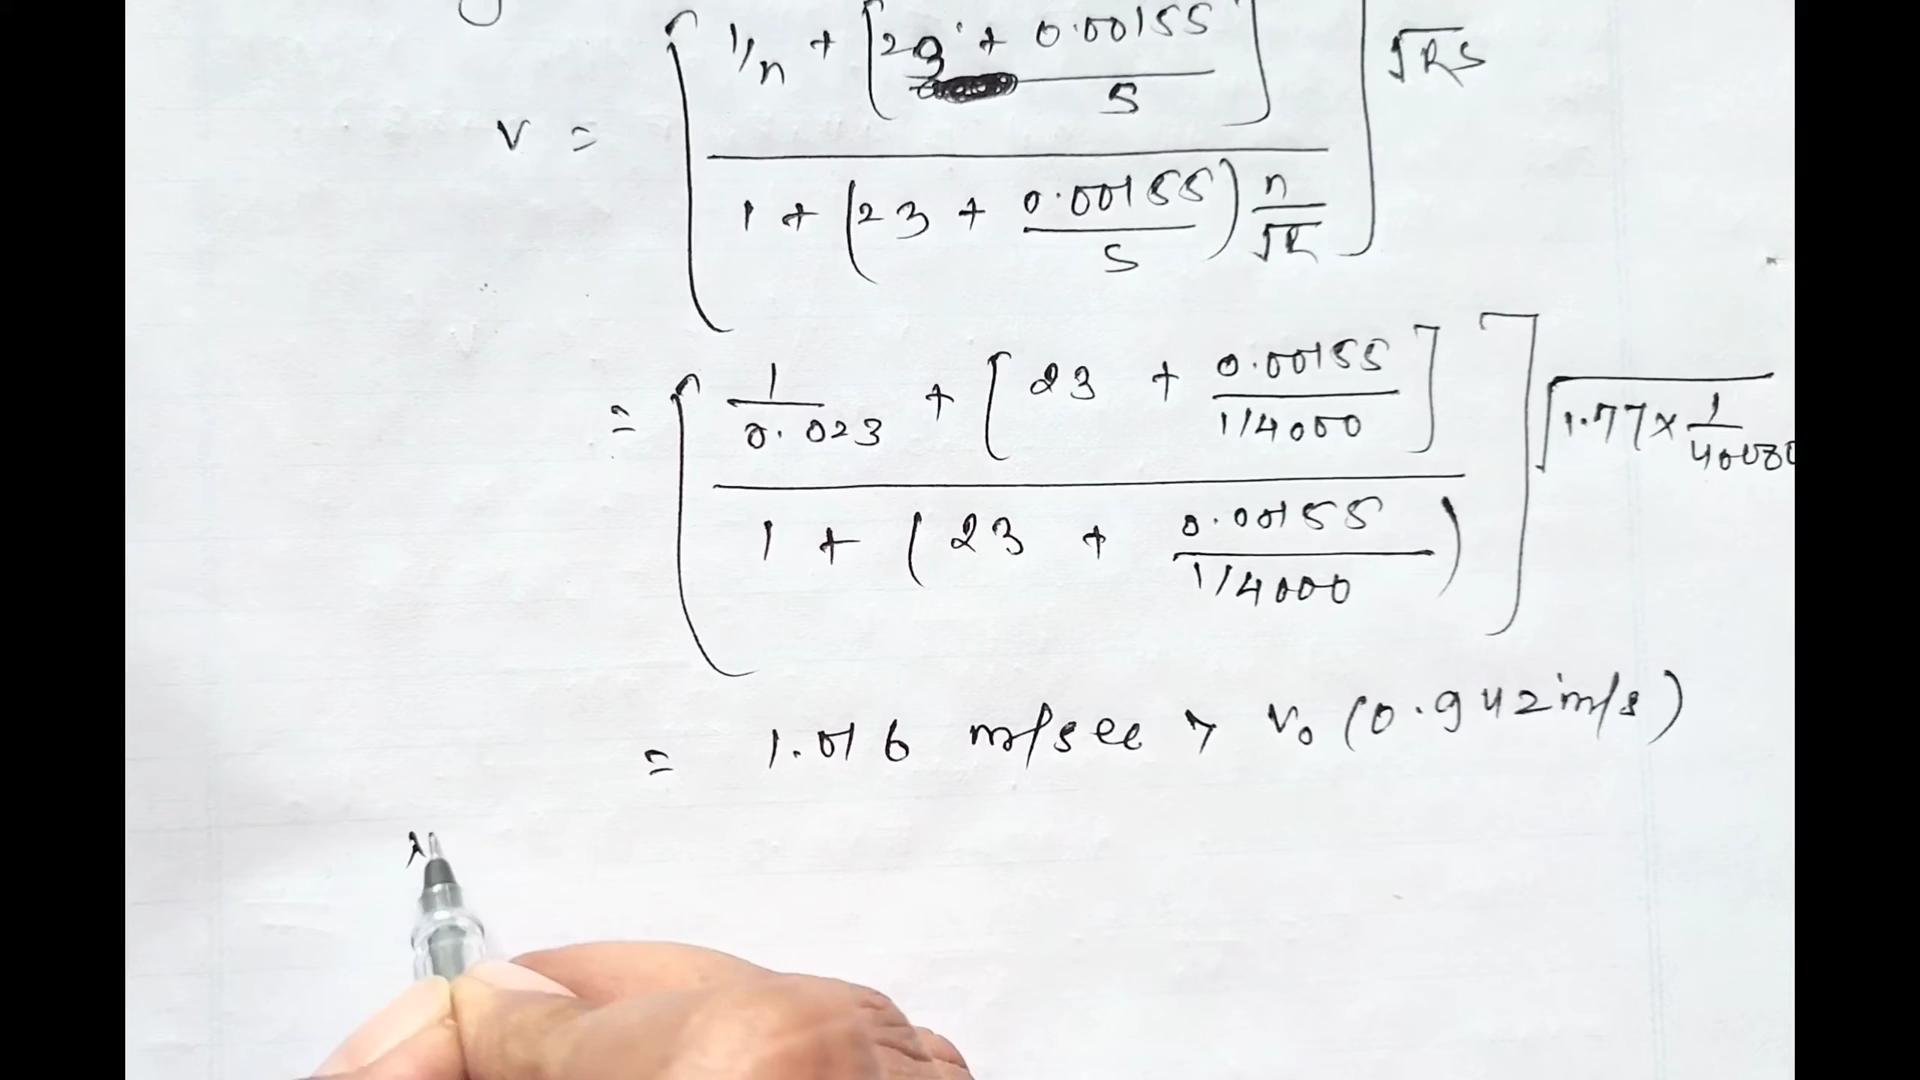 V = [ 1/n + [23 + 0.00155 / S] / 1 + (23 + 0.00155 / S) n / √R ] √RS
= [ 1 / 0.023 + [23 + 0.00155 / 1/4000] / 1 + (23 + 0.00155 / 1/4000) ] √1.77 × 1 / 4000
= 1.016 m/sec > V₀ (0.942 m/s)